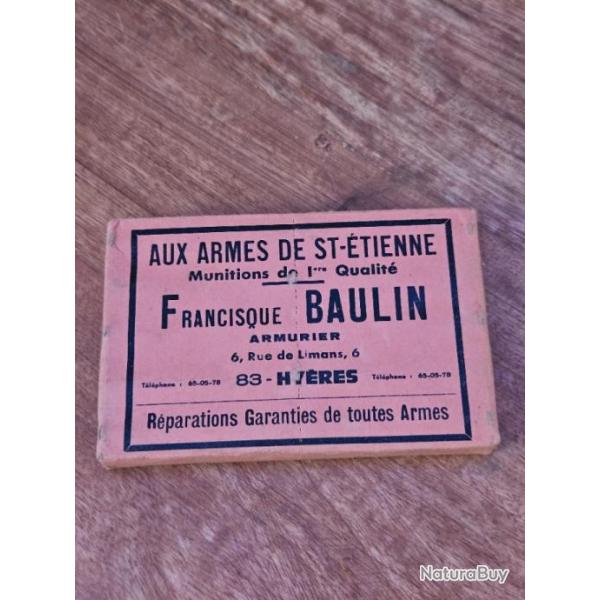 AUX ARMES DE ST-ÉTIENNE
Munitions de Iʳᵉ Qualité
FRANCISQUE BAULIN
ARMURIER
6, Rue de Limans, 6
Téléphone : 65-05-78 83 - HYÈRES Téléphone : 65-05-78
Réparations Garanties de toutes Armes
NaturaBuy